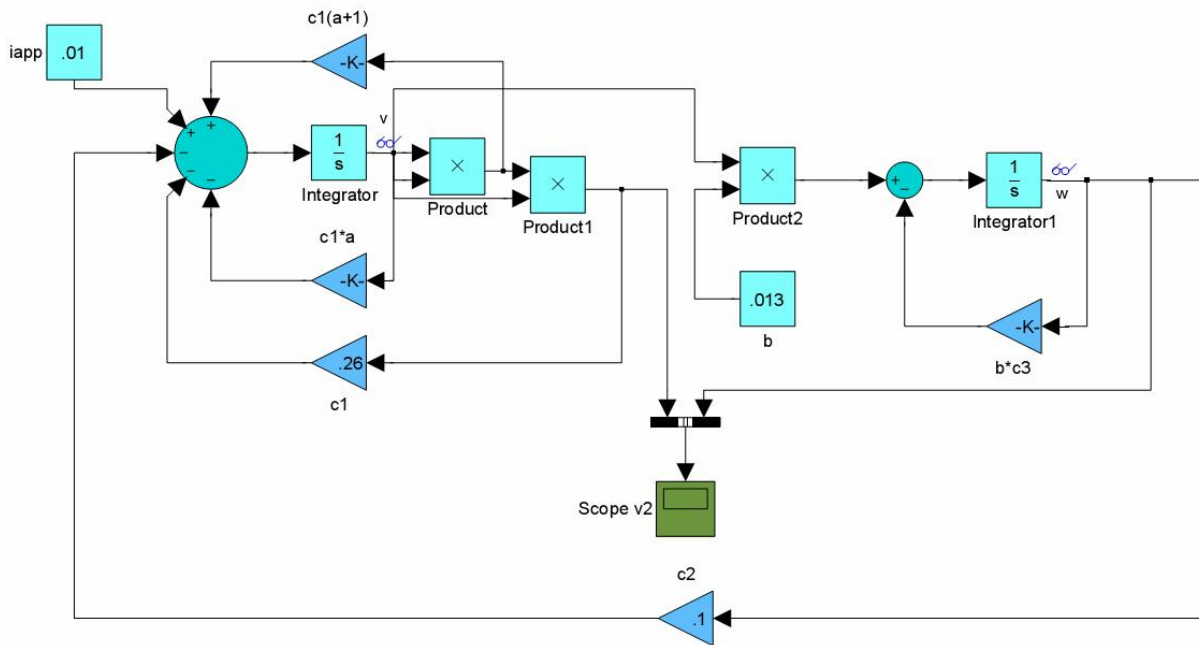 c1(a+1)
iapp
.01
-K-
+
+
−
−
−
1
s
Integrator
v
×
Product
×
Product1
×
Product2
+
−
1
s
Integrator1
w
c1*a
-K-
.013
b
-K-
b*c3
.26
c1
Scope v2
c2
.1